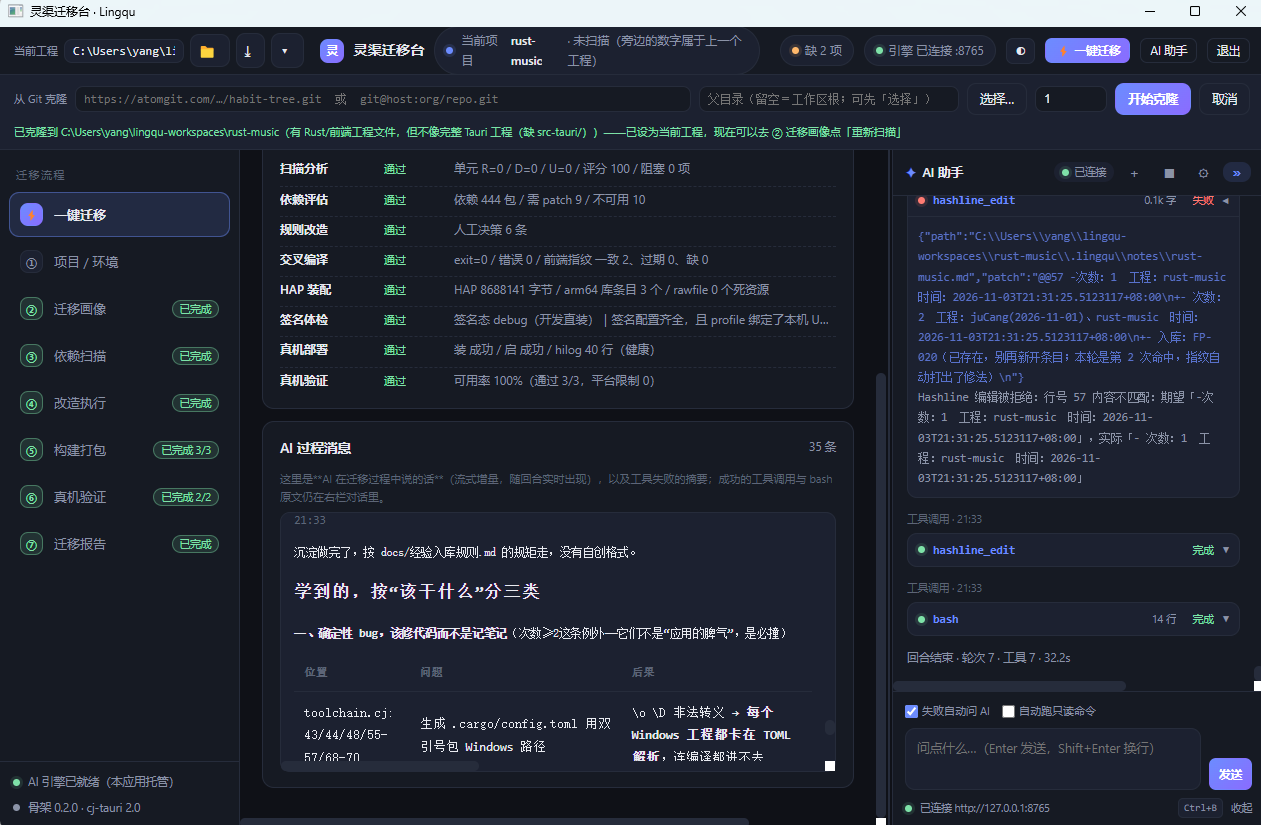 灵渠迁移台 · Lingqu
当前工程 C:\Users\yang\li
灵 灵渠迁移台
当前项目 rust-music · 未扫描（旁边的数字属于上一个工程）
缺 2 项
引擎 已连接 :8765
一键迁移
AI 助手
退出
从 Git 克隆
https://atomgit.com/…/habit-tree.git 或 git@host:org/repo.git
父目录（留空＝工作区根；可先「选择」）
选择…
1
开始克隆
取消
已克隆到 C:\Users\yang\lingqu-workspaces\rust-music（有 Rust/前端工程文件，但不像完整 Tauri 工程（缺 src-tauri/））——已设为当前工程，现在可以去 ② 迁移画像点「重新扫描」
迁移流程
一键迁移
① 项目 / 环境
② 迁移画像 已完成
③ 依赖扫描 已完成
④ 改造执行 已完成
⑤ 构建打包 已完成 3/3
⑥ 真机验证 已完成 2/2
⑦ 迁移报告 已完成
AI 引擎已就绪（本应用托管）
骨架 0.2.0 · cj-tauri 2.0
扫描分析 通过 单元 R=0 / D=0 / U=0 / 评分 100 / 阻塞 0 项
依赖评估 通过 依赖 444 包 / 需 patch 9 / 不可用 10
规则改造 通过 人工决策 6 条
交叉编译 通过 exit=0 / 错误 0 / 前端指纹 一致 2、过期 0、缺 0
HAP 装配 通过 HAP 8688141 字节 / arm64 库条目 3 个 / rawfile 0 个死资源
签名体检 通过 签名态 debug（开发直装）｜签名配置齐全，且 profile 绑定了本机 U...
真机部署 通过 装 成功 / 启 成功 / hilog 40 行（健康）
真机验证 通过 可用率 100%（通过 3/3，平台限制 0）
AI 过程消息 35 条
这里是**AI 在迁移过程中说的话**（流式增量，随回合实时出现），以及工具失败的摘要；成功的工具调用与 bash
原文仍在右栏对话里。
21:33
沉淀做完了，按 docs/经验入库规则.md 的规矩走，没有自创格式。
学到的，按“该干什么”分三类
一、确定性 bug，该修代码而不是记笔记（次数≥2这条例外——它们不是“应用的脾气”，是必撞）
位置 问题 后果
toolchain.cj:
43/44/48/55-
57/68-70
生成 .cargo/config.toml 用双
引号包 Windows 路径
\o \D 非法转义 → 每个
Windows 工程都卡在 TOML
解析，连编译都进不去
AI 助手
已连接
hashline_edit 0.1k 字 失败
{"path":"C:\\Users\\yang\\lingqu-
workspaces\\rust-music\\.lingqu\\notes\\rust-
music.md","patch":"@@57 -次数: 1 工程: rust-music
时间: 2026-11-03T21:31:25.5123117+08:00\n+- 次数:
2 工程: juCang(2026-11-01)、rust-music 时间:
2026-11-03T21:31:25.5123117+08:00\n+- 入库: FP-
020（已存在，别再新开条目；本轮是第 2 次命中，指纹自
动打出了修法）\n"}
Hashline 编辑被拒绝: 行号 57 内容不匹配: 期望「-次
数: 1 工程: rust-music 时间: 2026-11-
03T21:31:25.5123117+08:00」，实际「- 次数: 1 工
程: rust-music 时间: 2026-11-
03T21:31:25.5123117+08:00」
工具调用 · 21:33
hashline_edit 完成
工具调用 · 21:33
bash 14 行 完成
回合结束 · 轮次 7 · 工具 7 · 32.2s
失败自动问 AI 自动跑只读命令
问点什么…（Enter 发送，Shift+Enter 换行）
发送
已连接 http://127.0.0.1:8765
Ctrl+B 收起